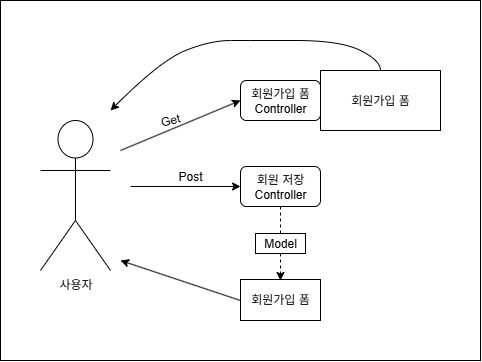 회원가입 폼
Controller
회원가입 폼
Get
Post
회원 저장
Controller
Model
사용자
회원가입 폼